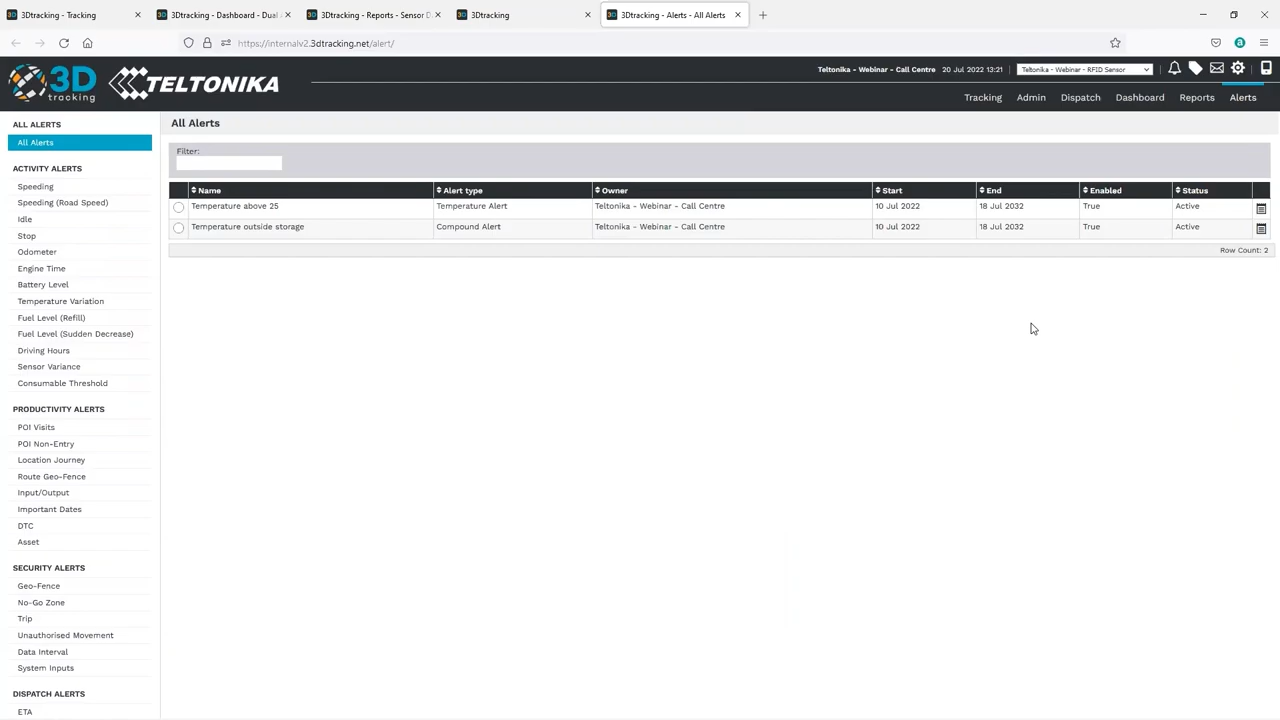 3Dtracking - Tracking
3Dtracking - Dashboard - Dual A
3Dtracking - Reports - Sensor D
3Dtracking
3Dtracking - Alerts - All Alerts
https://internalv2.3dtracking.net/alert/
3D tracking
TELTONIKA
Teltonika - Webinar - Call Centre 20 Jul 2022 13:21
Teltonika - Webinar - RFID Sensor
Tracking Admin Dispatch Dashboard Reports Alerts
ALL ALERTS
All Alerts
ACTIVITY ALERTS
Speeding
Speeding (Road Speed)
Idle
Stop
Odometer
Engine Time
Battery Level
Temperature Variation
Fuel Level (Refill)
Fuel Level (Sudden Decrease)
Driving Hours
Sensor Variance
Consumable Threshold
PRODUCTIVITY ALERTS
POI Visits
POI Non-Entry
Location Journey
Route Geo-Fence
Input/Output
Important Dates
DTC
Asset
SECURITY ALERTS
Geo-Fence
No-Go Zone
Trip
Unauthorised Movement
Data Interval
System Inputs
DISPATCH ALERTS
ETA
All Alerts
Filter:
Name Alert type Owner Start End Enabled Status
Temperature above 25 Temperature Alert Teltonika - Webinar - Call Centre 10 Jul 2022 18 Jul 2032 True Active
Temperature outside storage Compound Alert Teltonika - Webinar - Call Centre 10 Jul 2022 18 Jul 2032 True Active
Row Count: 2